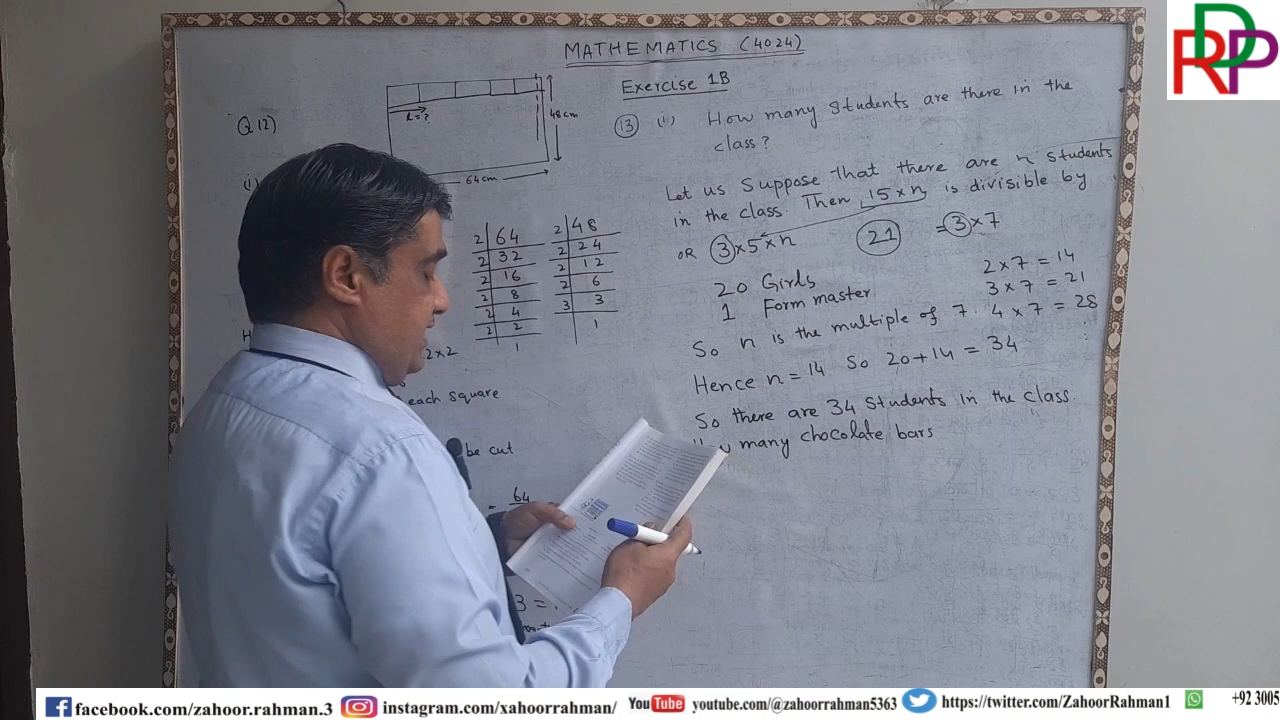 RDP
MATHEMATICS (4024)
Exercise 1B
Q12)
48cm
l=?
64cm
(i)
2 64
2 32
2 16
2 8
2 4
2 2
1
2 48
2 24
2 12
2 6
3 3
1
2×2
each square
be cut
64
3 =
13 (i) How many students are there in the
class?
Let us suppose that there are n students
in the class. Then 15×n is divisible by
OR 3×5×n 21 =3×7
20 Girls
1 Form master
2×7 = 14
3×7 = 21
So n is the multiple of 7. 4×7 = 28
Hence n = 14 So 20+14 = 34
So there are 34 students in the class.
many chocolate bars
facebook.com/zahoor.rahman.3
instagram.com/xahoorrahman/
YouTube youtube.com/@zahoorrahman5363
https://twitter.com/ZahoorRahman1
+92 3005